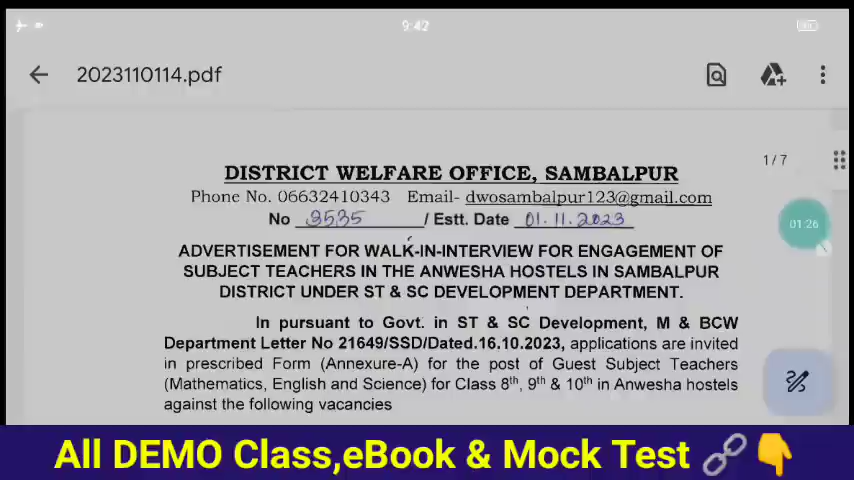 9:42
2023110114.pdf
1/7
DISTRICT WELFARE OFFICE, SAMBALPUR
Phone No. 06632410343 Email- dwosambalpur123@gmail.com
No 3535 / Estt. Date 01.11.2023
01:26
ADVERTISEMENT FOR WALK-IN-INTERVIEW FOR ENGAGEMENT OF
SUBJECT TEACHERS IN THE ANWESHA HOSTELS IN SAMBALPUR
DISTRICT UNDER ST & SC DEVELOPMENT DEPARTMENT.
In pursuant to Govt. in ST & SC Development, M & BCW
Department Letter No 21649/SSD/Dated.16.10.2023, applications are invited
in prescribed Form (Annexure-A) for the post of Guest Subject Teachers
(Mathematics, English and Science) for Class 8th, 9th & 10th in Anwesha hostels
against the following vacancies
All DEMO Class,eBook & Mock Test 🔗👇